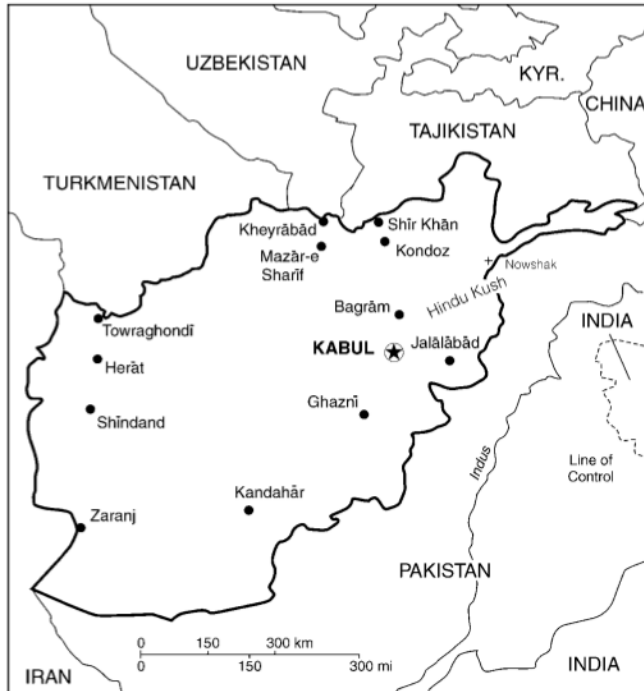 UZBEKISTAN
KYR.
CHINA
TAJIKISTAN
TURKMENISTAN
Kheyrābād
Shīr Khān
Mazār-e
Sharīf
Kondoz
Nowshak
Hindu Kush
Bagrām
INDIA
Towraghondī
KABUL
Jalālābād
Herāt
Ghaznī
Shīndand
Indus
Line of
Control
Kandahār
Zaranj
PAKISTAN
0 150 300 km
0 150 300 mi
IRAN
INDIA